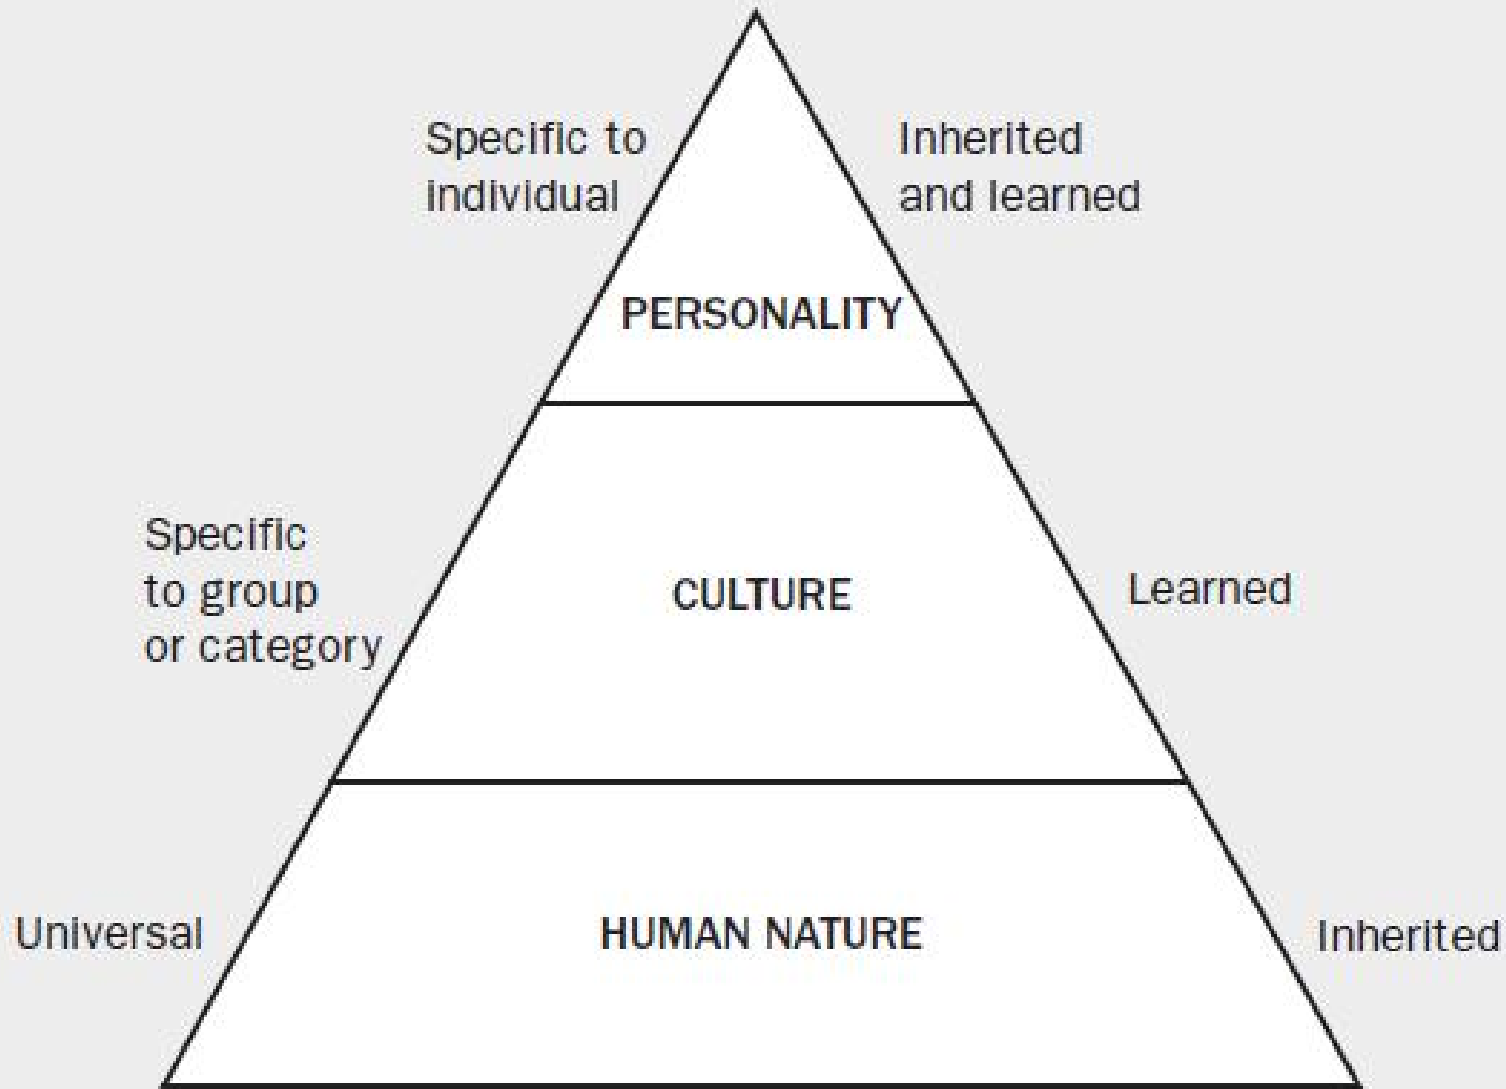 Specific to
individual
Inherited
and learned
PERSONALITY
Specific
to group
or category
CULTURE
Learned
Universal
HUMAN NATURE
Inherited